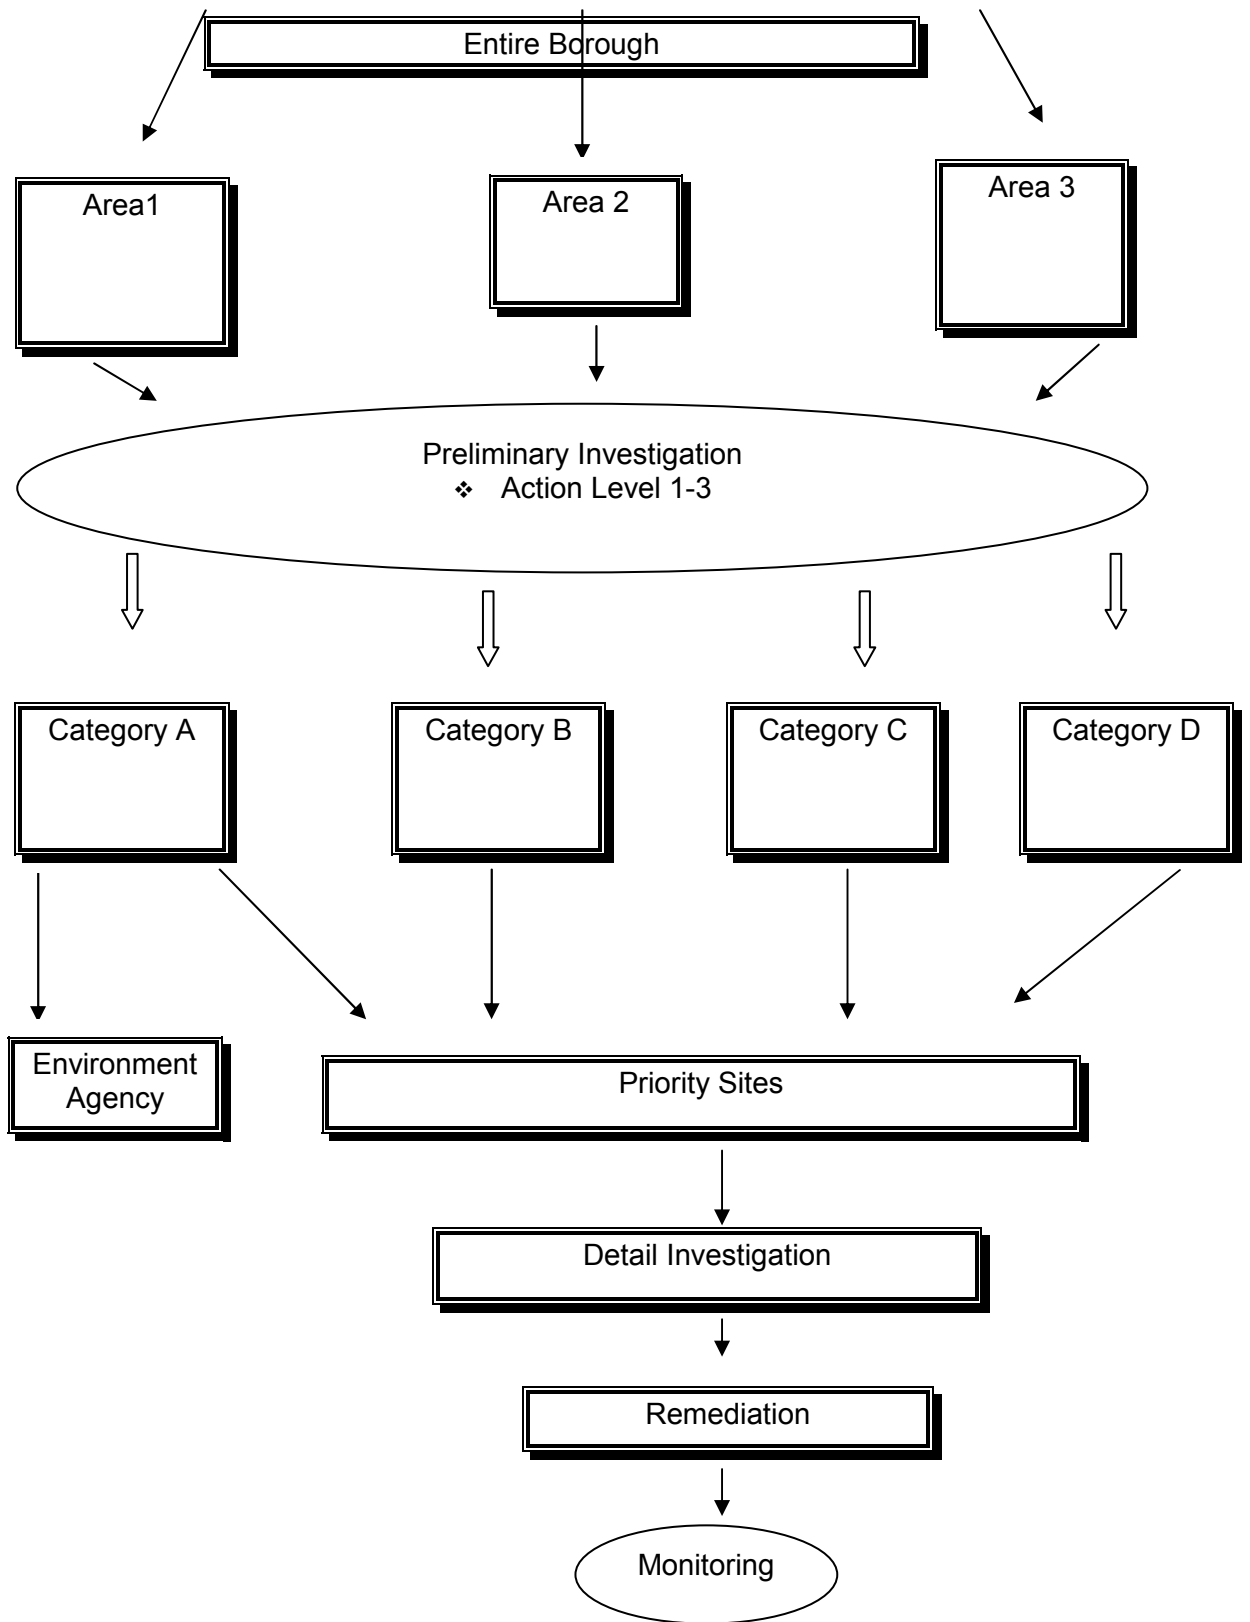 Entire Borough
Area1
Area 2
Area 3
Preliminary Investigation
❖ Action Level 1-3
Category A
Category B
Category C
Category D
Environment
Agency
Priority Sites
Detail Investigation
Remediation
Monitoring